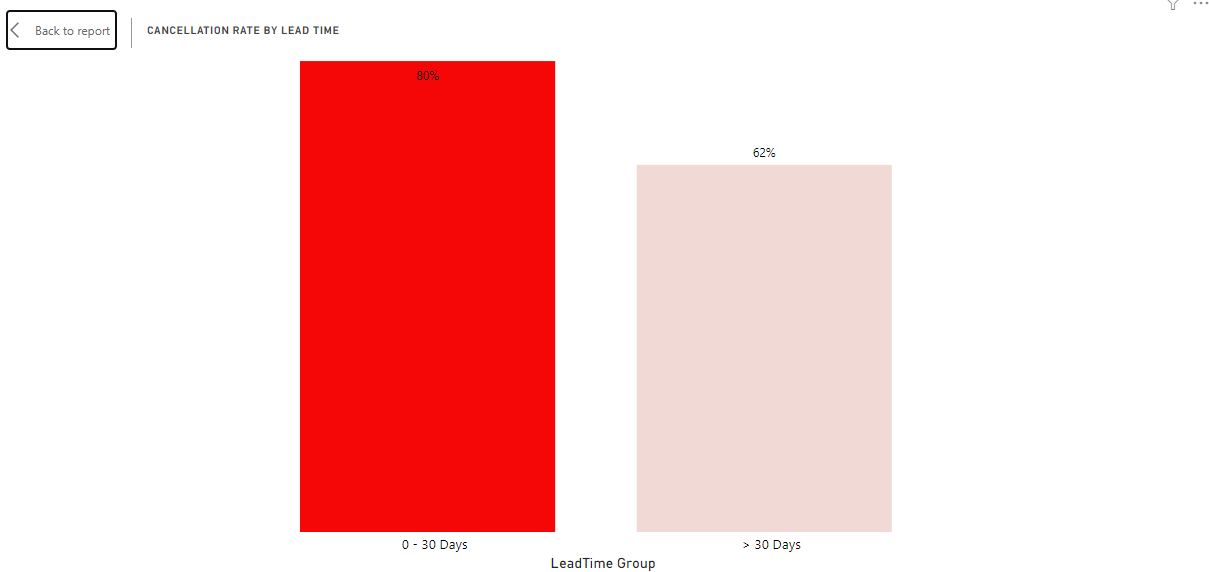 Back to report
CANCELLATION RATE BY LEAD TIME
80%
62%
0 - 30 Days
> 30 Days
LeadTime Group